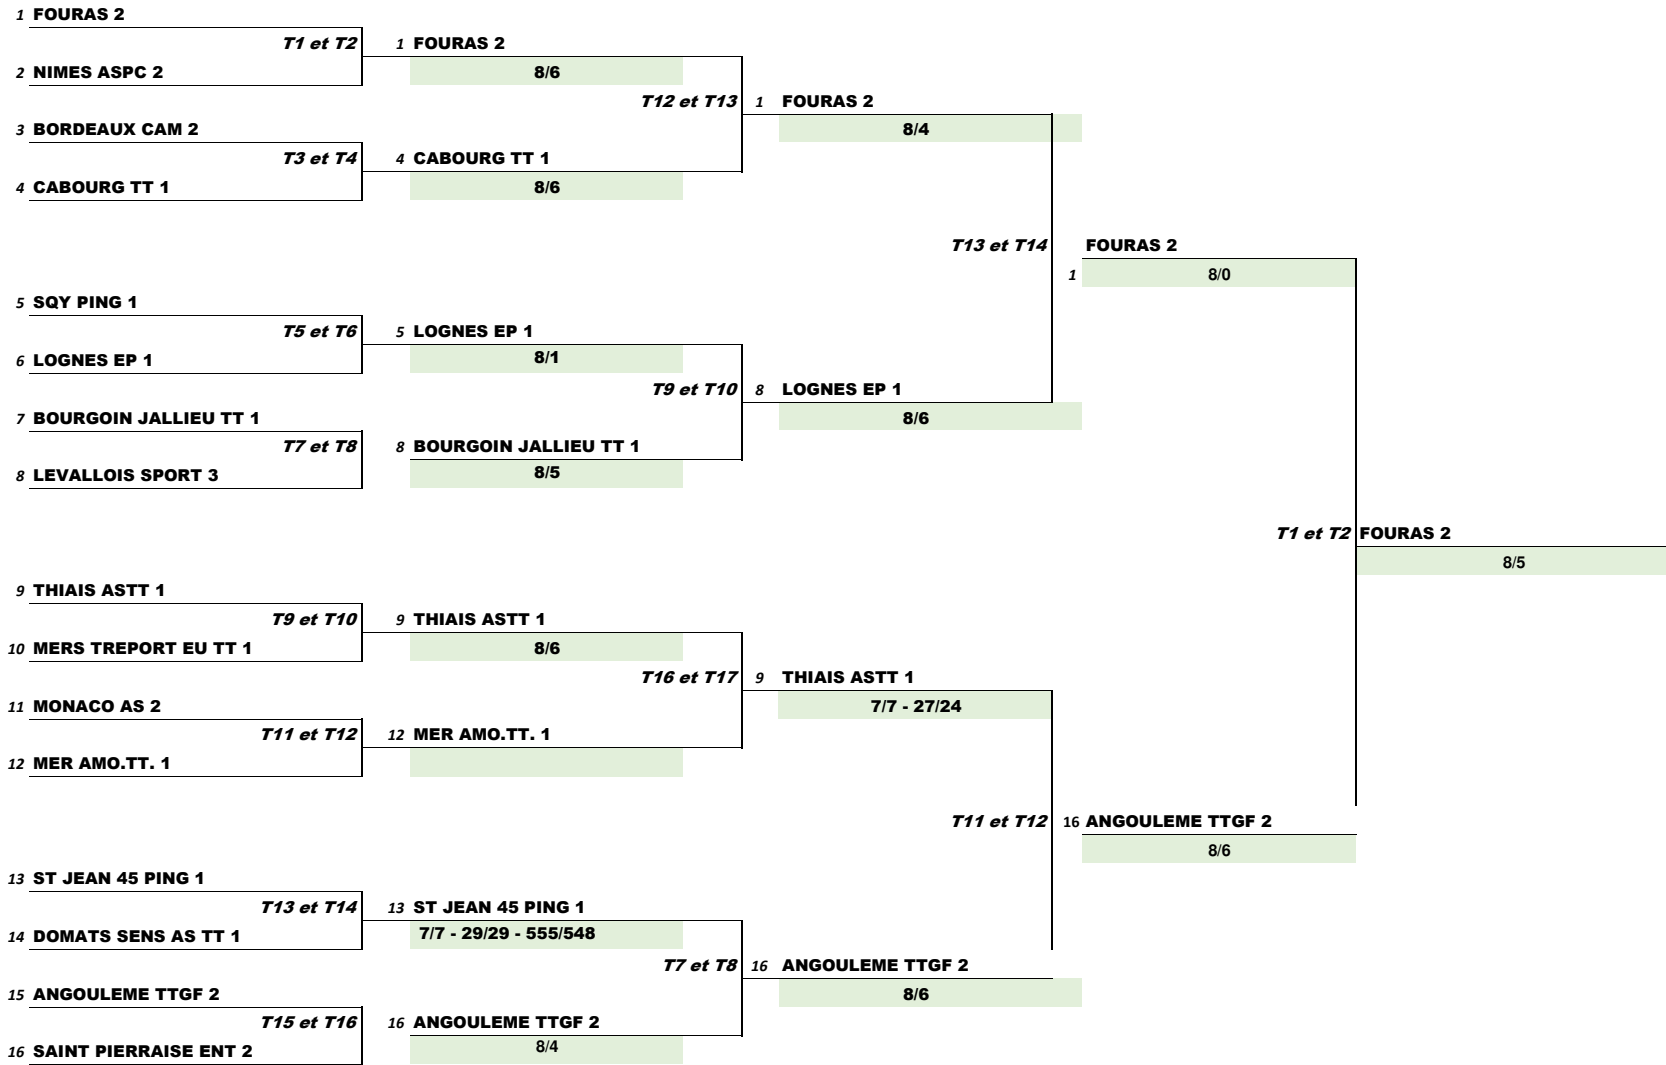 1 FOURAS 2
T1 et T2 1 FOURAS 2
2 NIMES ASPC 2 8/6
T12 et T13 1 FOURAS 2
3 BORDEAUX CAM 2 8/4
T3 et T4 4 CABOURG TT 1
4 CABOURG TT 1 8/6
T13 et T14 FOURAS 2
1 8/0
5 SQY PING 1
T5 et T6 5 LOGNES EP 1
6 LOGNES EP 1 8/1
T9 et T10 8 LOGNES EP 1
7 BOURGOIN JALLIEU TT 1 8/6
T7 et T8 8 BOURGOIN JALLIEU TT 1
8 LEVALLOIS SPORT 3 8/5
T1 et T2 FOURAS 2
8/5
9 THIAIS ASTT 1
T9 et T10 9 THIAIS ASTT 1
10 MERS TREPORT EU TT 1 8/6
T16 et T17 9 THIAIS ASTT 1
11 MONACO AS 2 7/7 - 27/24
T11 et T12 12 MER AMO.TT. 1
12 MER AMO.TT. 1
T11 et T12 16 ANGOULEME TTGF 2
8/6
13 ST JEAN 45 PING 1
T13 et T14 13 ST JEAN 45 PING 1
14 DOMATS SENS AS TT 1 7/7 - 29/29 - 555/548
T7 et T8 16 ANGOULEME TTGF 2
15 ANGOULEME TTGF 2 8/6
T15 et T16 16 ANGOULEME TTGF 2
16 SAINT PIERRAISE ENT 2 8/4